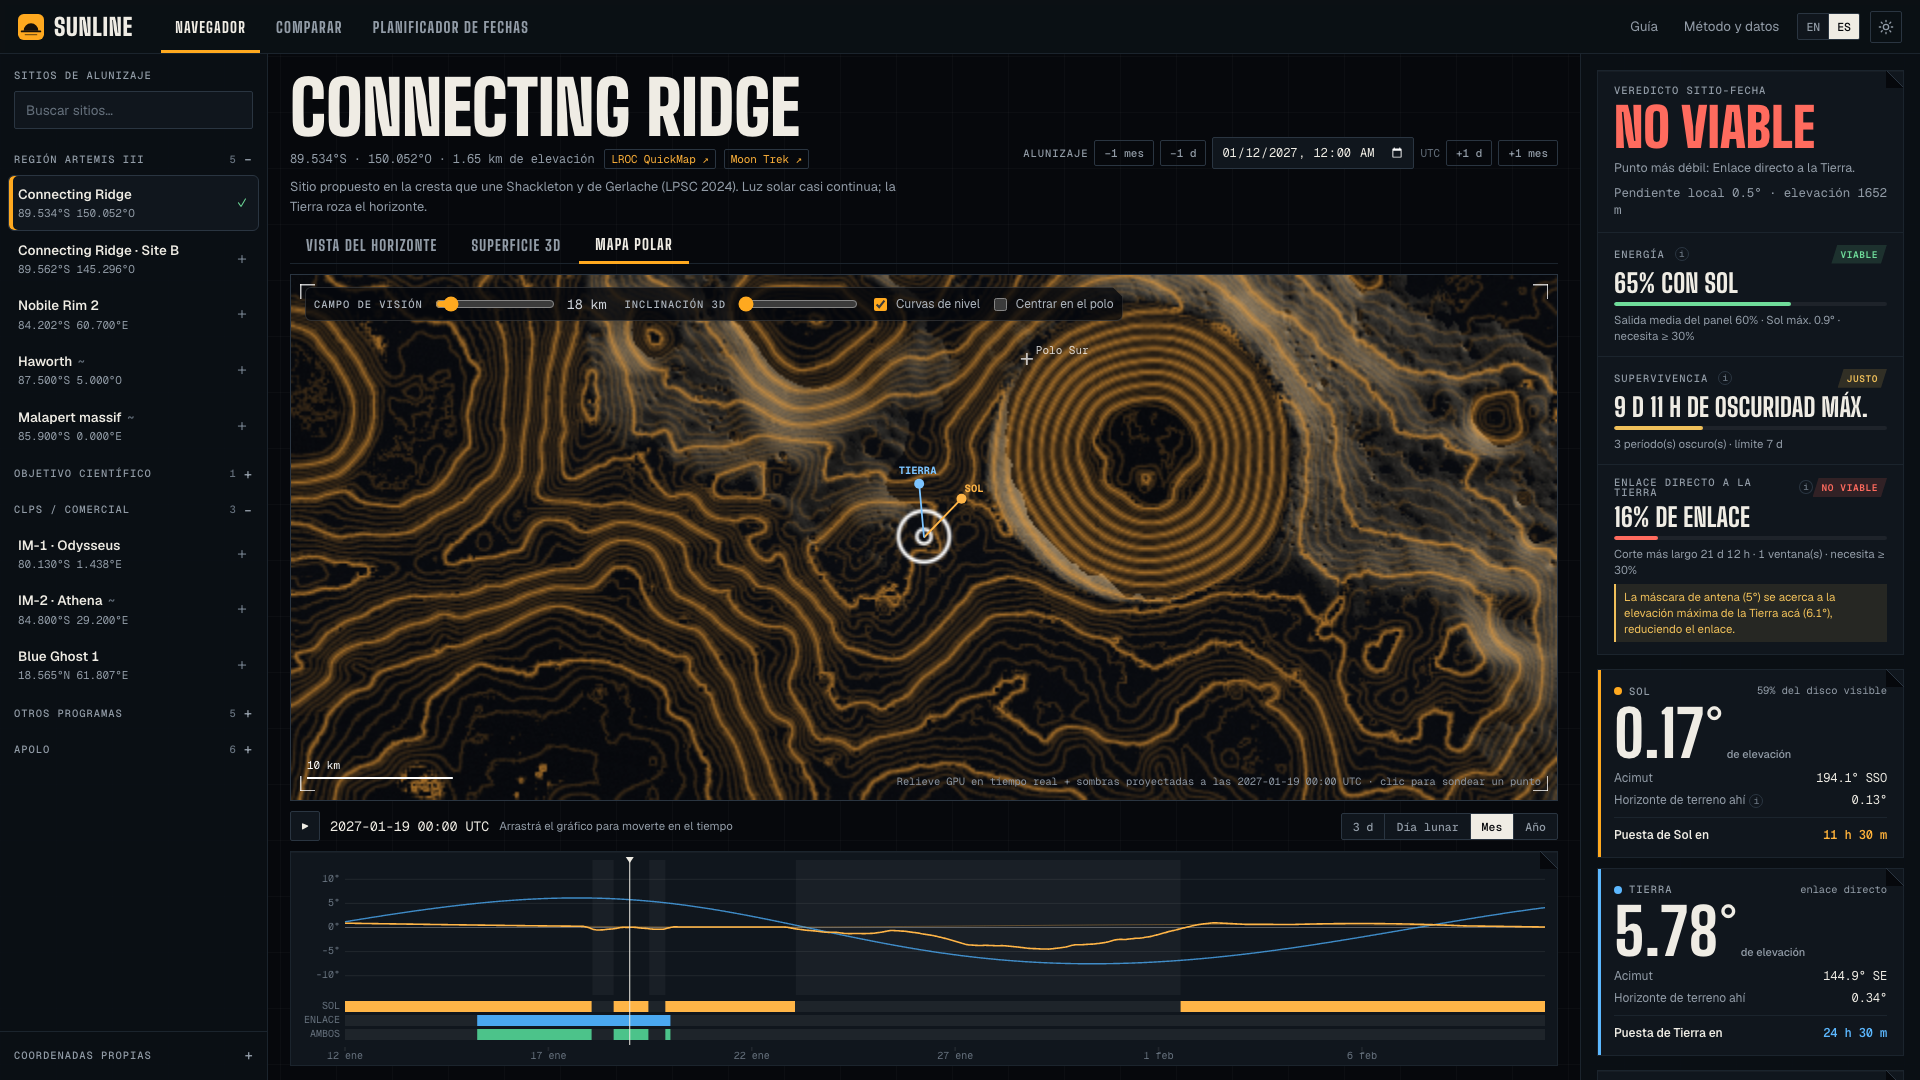 SUNLINE
NAVEGADOR
COMPARAR
PLANIFICADOR DE FECHAS
Guía
Método y datos
EN
ES
SITIOS DE ALUNIZAJE
Buscar sitios…
REGIÓN ARTEMIS III
5 −
Connecting Ridge
89.534°S 150.052°O
✓
Connecting Ridge · Site B
89.562°S 145.296°O
+
Nobile Rim 2
84.202°S 60.700°E
+
Haworth ~
87.500°S 5.000°O
+
Malapert massif ~
85.900°S 0.000°E
+
OBJETIVO CIENTÍFICO
1 +
CLPS / COMERCIAL
3 −
IM-1 · Odysseus
80.130°S 1.438°E
+
IM-2 · Athena ~
84.800°S 29.200°E
+
Blue Ghost 1
18.565°N 61.807°E
+
OTROS PROGRAMAS
5 +
APOLO
6 +
COORDENADAS PROPIAS
+
CONNECTING RIDGE
89.534°S · 150.052°O · 1.65 km de elevación
LROC QuickMap ↗
Moon Trek ↗
Sitio propuesto en la cresta que une Shackleton y de Gerlache (LPSC 2024). Luz solar casi continua; la
Tierra roza el horizonte.
ALUNIZAJE
−1 mes
−1 d
01/12/2027, 12:00 AM
UTC
+1 d
+1 mes
VISTA DEL HORIZONTE
SUPERFICIE 3D
MAPA POLAR
CAMPO DE VISIÓN
18 km
INCLINACIÓN 3D
Curvas de nivel
Centrar en el polo
Polo Sur
TIERRA
SOL
10 km
Relieve GPU en tiempo real + sombras proyectadas a las 2027-01-19 00:00 UTC · clic para sondear un punto
2027-01-19 00:00 UTC
Arrastrá el gráfico para moverte en el tiempo
3 d
Día lunar
Mes
Año
10°
5°
0°
-5°
-10°
SOL
ENLACE
AMBOS
12 ene
17 ene
22 ene
27 ene
1 feb
6 feb
VEREDICTO SITIO-FECHA
NO VIABLE
Punto más débil: Enlace directo a la Tierra.
Pendiente local 0.5° · elevación 1652
m
ENERGÍA i
VIABLE
65% CON SOL
Salida media del panel 60% · Sol máx. 0.9° ·
necesita ≥ 30%
SUPERVIVENCIA i
JUSTO
9 D 11 H DE OSCURIDAD MÁX.
3 período(s) oscuro(s) · límite 7 d
ENLACE DIRECTO A LA
TIERRA
i
NO VIABLE
16% DE ENLACE
Corte más largo 21 d 12 h · 1 ventana(s) · necesita ≥
30%
La máscara de antena (5°) se acerca a la
elevación máxima de la Tierra acá (6.1°),
reduciendo el enlace.
SOL
59% del disco visible
0.17°
de elevación
Acimut
194.1° SSO
Horizonte de terreno ahí i
0.13°
Puesta de Sol en
11 h 30 m
TIERRA
enlace directo
5.78°
de elevación
Acimut
144.9° SE
Horizonte de terreno ahí
0.34°
Puesta de Tierra en
24 h 30 m